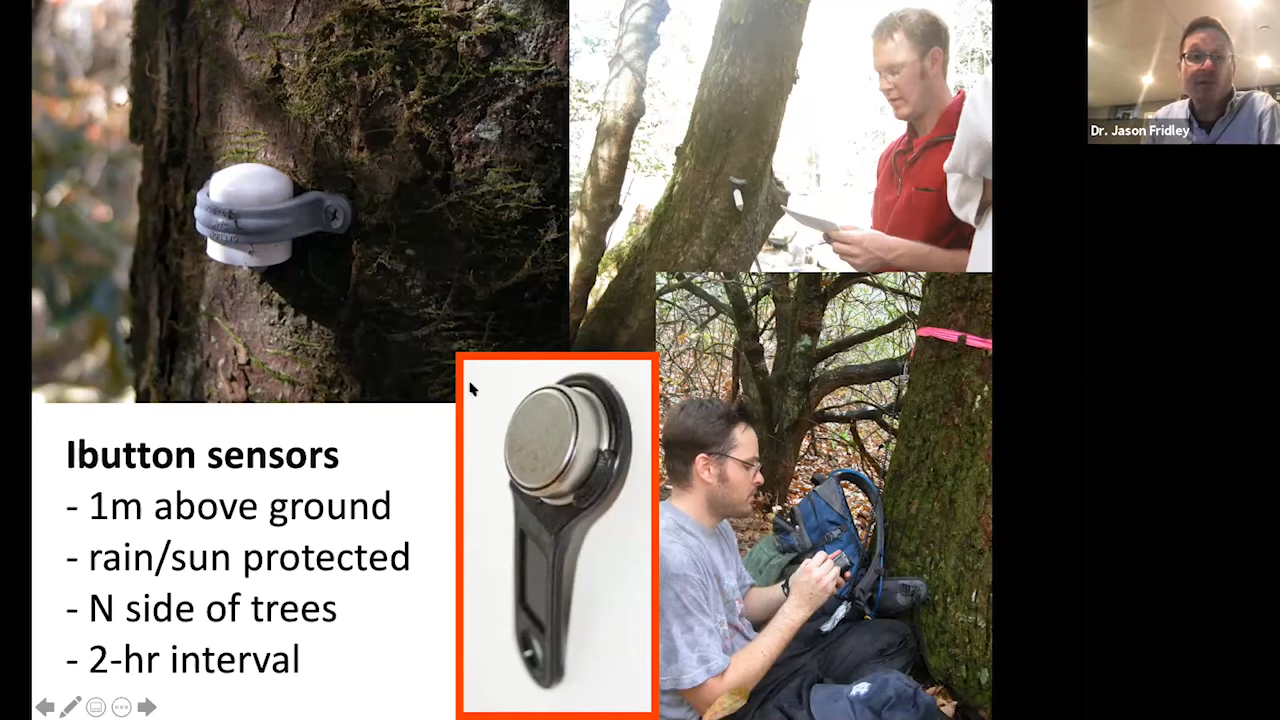 Dr. Jason Fridley
Ibutton sensors
- 1m above ground
- rain/sun protected
- N side of trees
- 2-hr interval